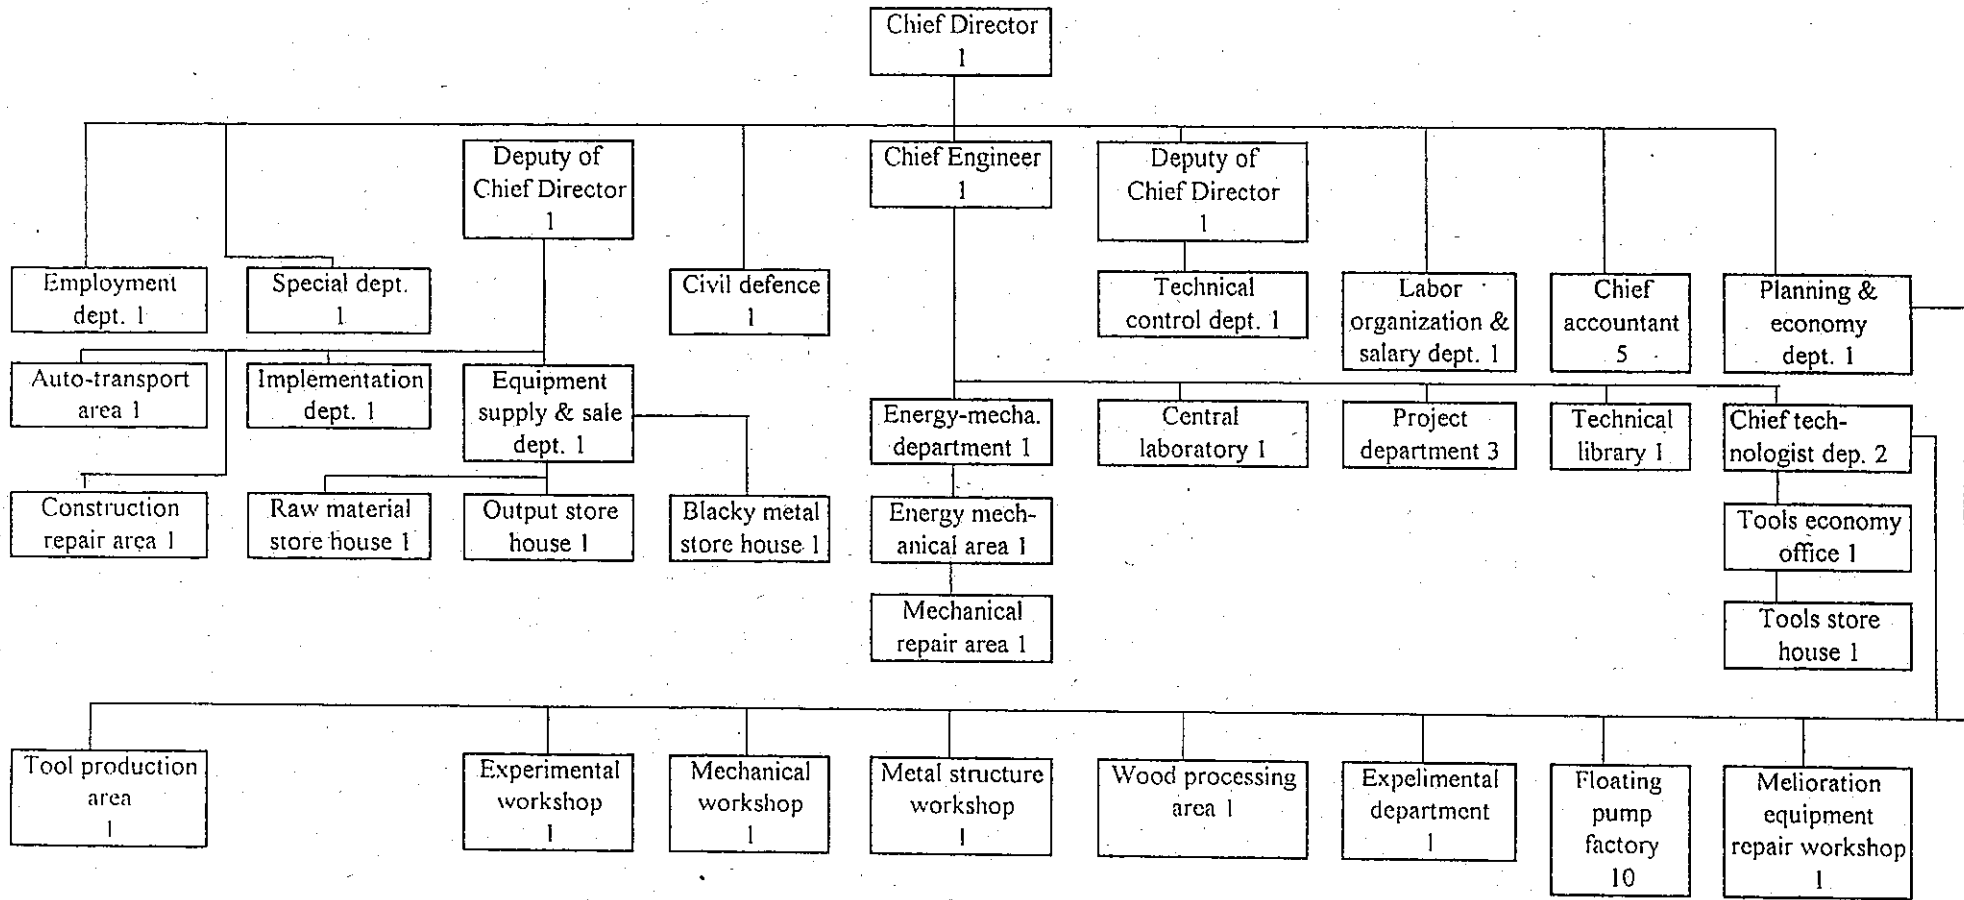 Chief Director
1
Deputy of
Chief Director
1
Chief Engineer
1
Deputy of
Chief Director
1
Employment
dept. 1
Special dept.
1
Civil defence
1
Technical
control dept. 1
Labor
organization &
salary dept. 1
Chief
accountant
5
Planning &
economy
dept. 1
Auto-transport
area 1
Implementation
dept. 1
Equipment
supply & sale
dept. 1
Energy-mecha.
department 1
Central
laboratory 1
Project
department 3
Technical
library 1
Chief tech-
nologist dep. 2
Construction
repair area 1
Raw material
store house 1
Output store
house 1
Blacky metal
store house 1
Energy mech-
anical area 1
Tools economy
office 1
Mechanical
repair area 1
Tools store
house 1
Tool production
area
1
Experimental
workshop
1
Mechanical
workshop
1
Metal structure
workshop
1
Wood processing
area 1
Expelimental
department
1
Floating
pump
factory
10
Melioration
equipment
repair workshop
1